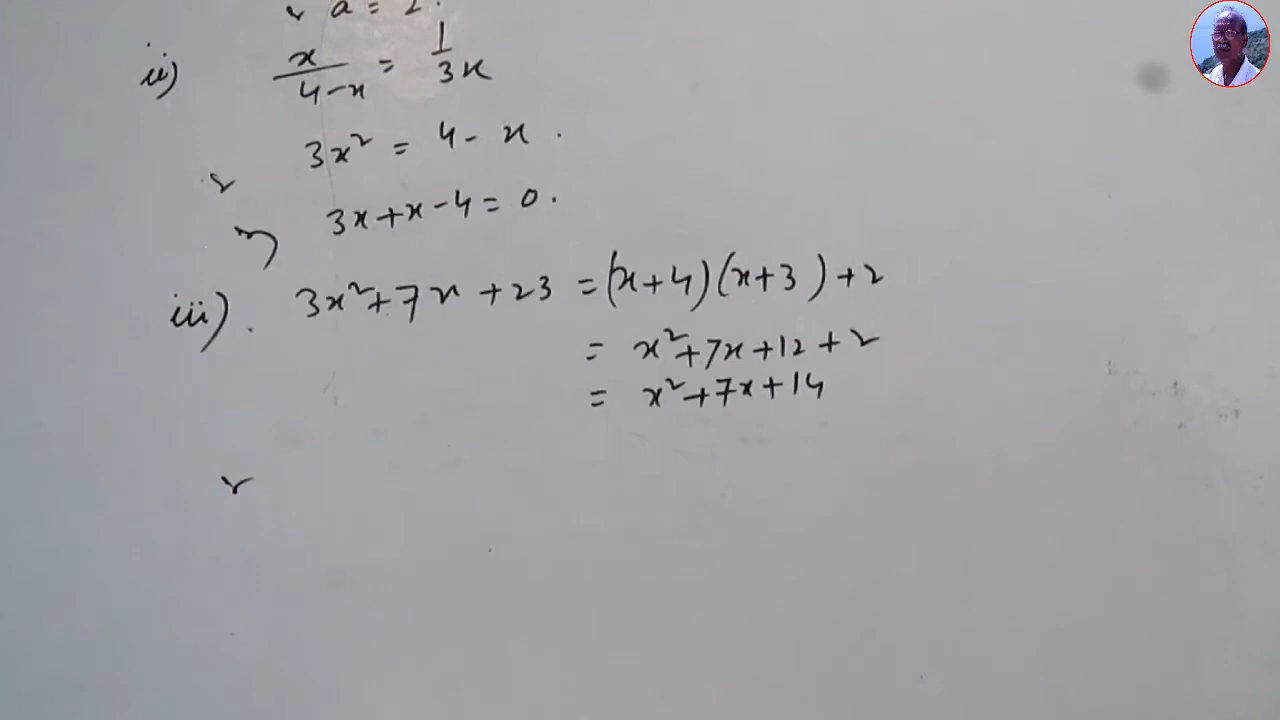 a = 2.
ii) x/(4-x) = 1/3x
3x² = 4 - x.
3x+x-4 = 0.
iii). 3x²+7x+23 = (x+4)(x+3)+2
= x²+7x+12+2
= x²+7x+14